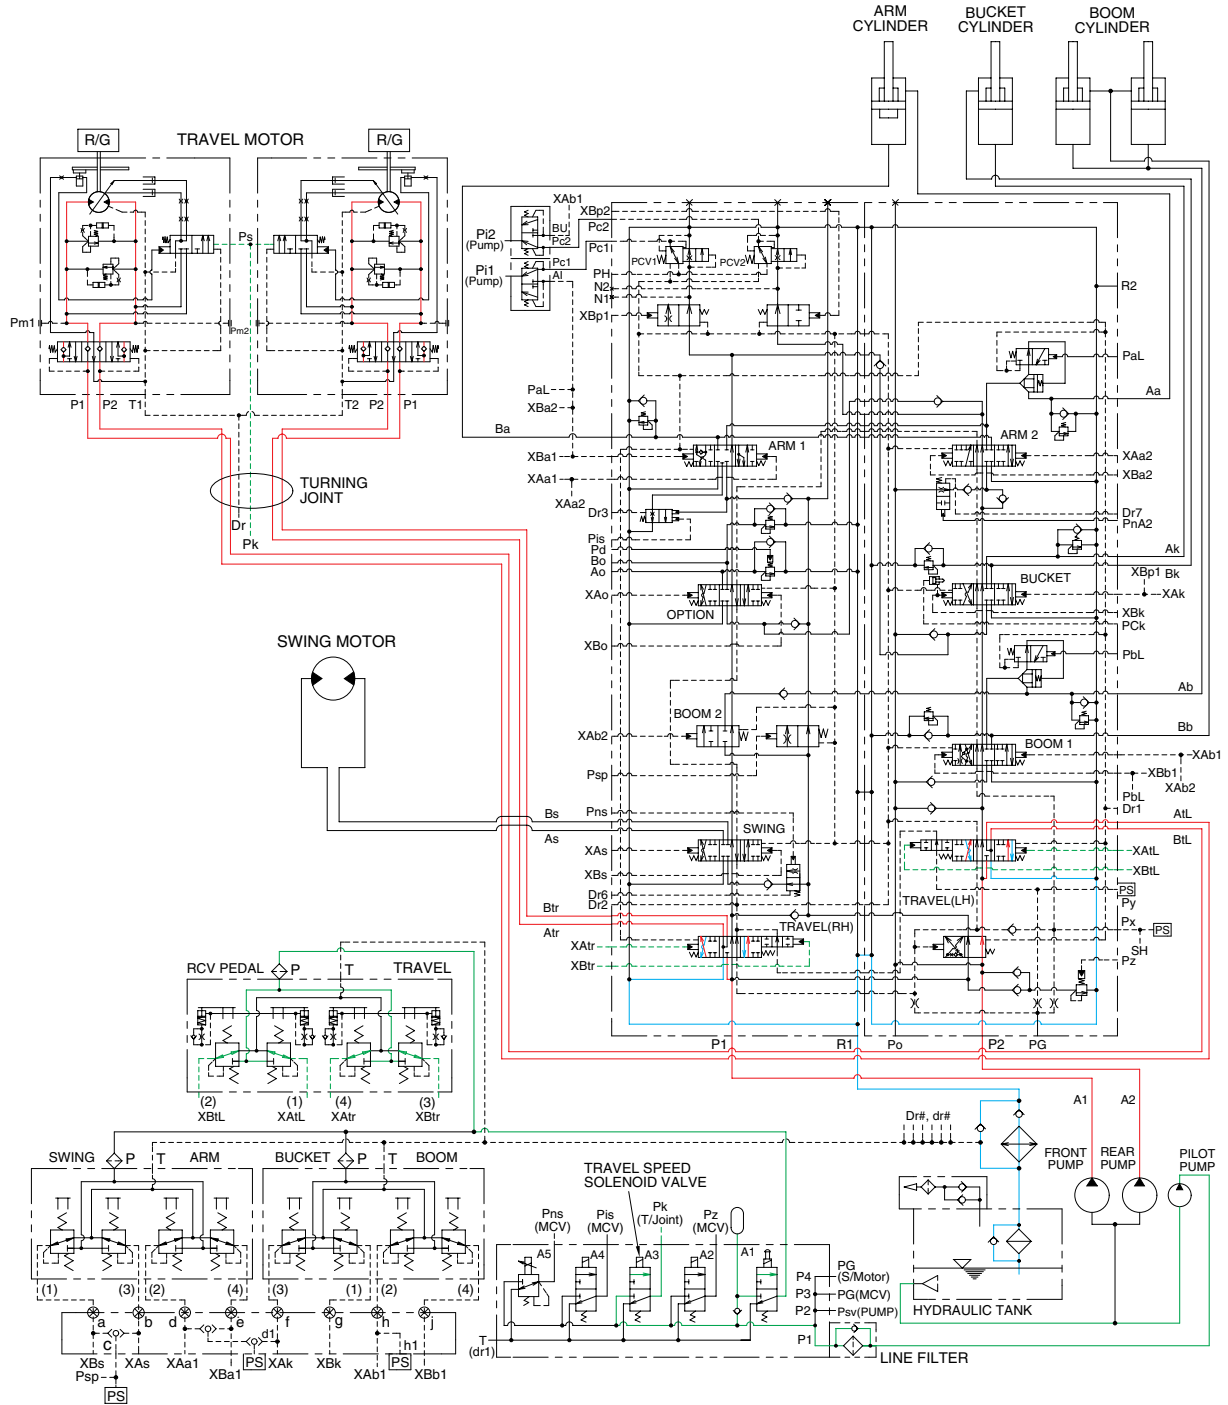 ARM
CYLINDER
BUCKET
CYLINDER
BOOM
CYLINDER
R/G
TRAVEL MOTOR
R/G
Ps
Pm1
Pm2
P1
P2
T1
T2
P2
P1
TURNING
JOINT
Dr
Pk
XAb1
XBp2
Pc2
BU
Pi2
(Pump)
Pc2
Pc1
Pc1
Pi1
(Pump)
AI
PH
N2
N1
XBp1
PCV1
PCV2
R2
PaL
Aa
PaL
XBa2
Ba
ARM 1
ARM 2
XBa1
XAa1
XAa2
XAa2
XBa2
Dr3
Dr7
PnA2
Pis
Pd
Bo
Ao
Ak
XBp1
Bk
XAo
OPTION
BUCKET
XAk
XBk
PCk
XBo
PbL
SWING MOTOR
Ab
BOOM 2
Bb
XAb2
BOOM 1
XAb1
XBb1
XAb2
Psp
PbL
Dr1
Pns
Bs
As
SWING
AtL
BtL
XAs
XAtL
XBs
XBtL
Dr6
Dr2
PS
Py
TRAVEL(LH)
Btr
TRAVEL(RH)
Px
PS
Atr
XAtr
SH
XBtr
Pz
RCV PEDAL
P
T
TRAVEL
P1
R1
Po
P2
PG
(2)
(1)
(4)
(3)
XBtL
XAtL
XAtr
XBtr
A1
A2
Dr#, dr#
FRONT
PUMP
REAR
PUMP
PILOT
PUMP
SWING
P
T
ARM
BUCKET
P
T
BOOM
(1)
(3)
(2)
(4)
(3)
(1)
(2)
(4)
a
b
d
e
f
g
h
j
c
d1
h1
XBs
XAs
XAa1
PS
XAk
XBk
XAb1
PS
XBb1
Psp
XBa1
PS
TRAVEL SPEED
SOLENOID VALVE
Pns
(MCV)
Pis
(MCV)
Pk
(T/Joint)
Pz
(MCV)
A5
A4
A3
A2
A1
PG
P4
(S/Motor)
P3
PG(MCV)
P2
Psv(PUMP)
P1
T
(dr1)
LINE FILTER
HYDRAULIC TANK